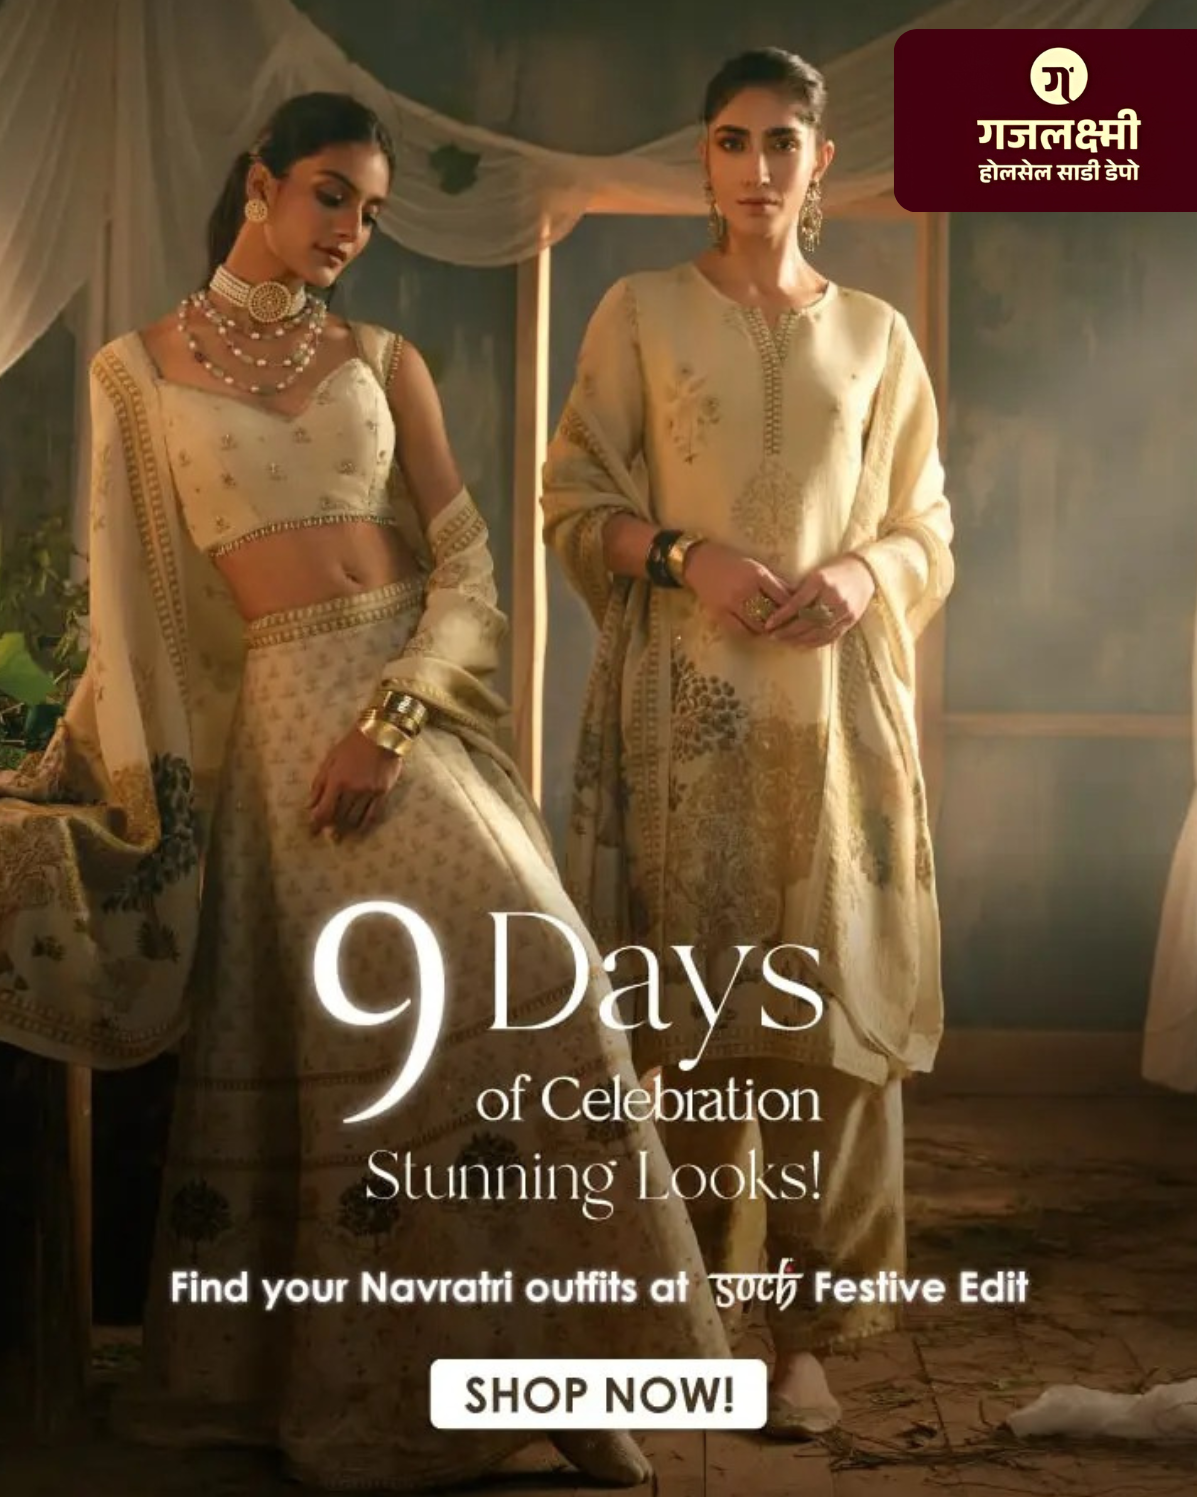 ग
गजलक्ष्मी
होलसेल साडी डेपो
9 Days
of Celebration
Stunning Looks!
Find your Navratri outfits at soch Festive Edit
SHOP NOW!